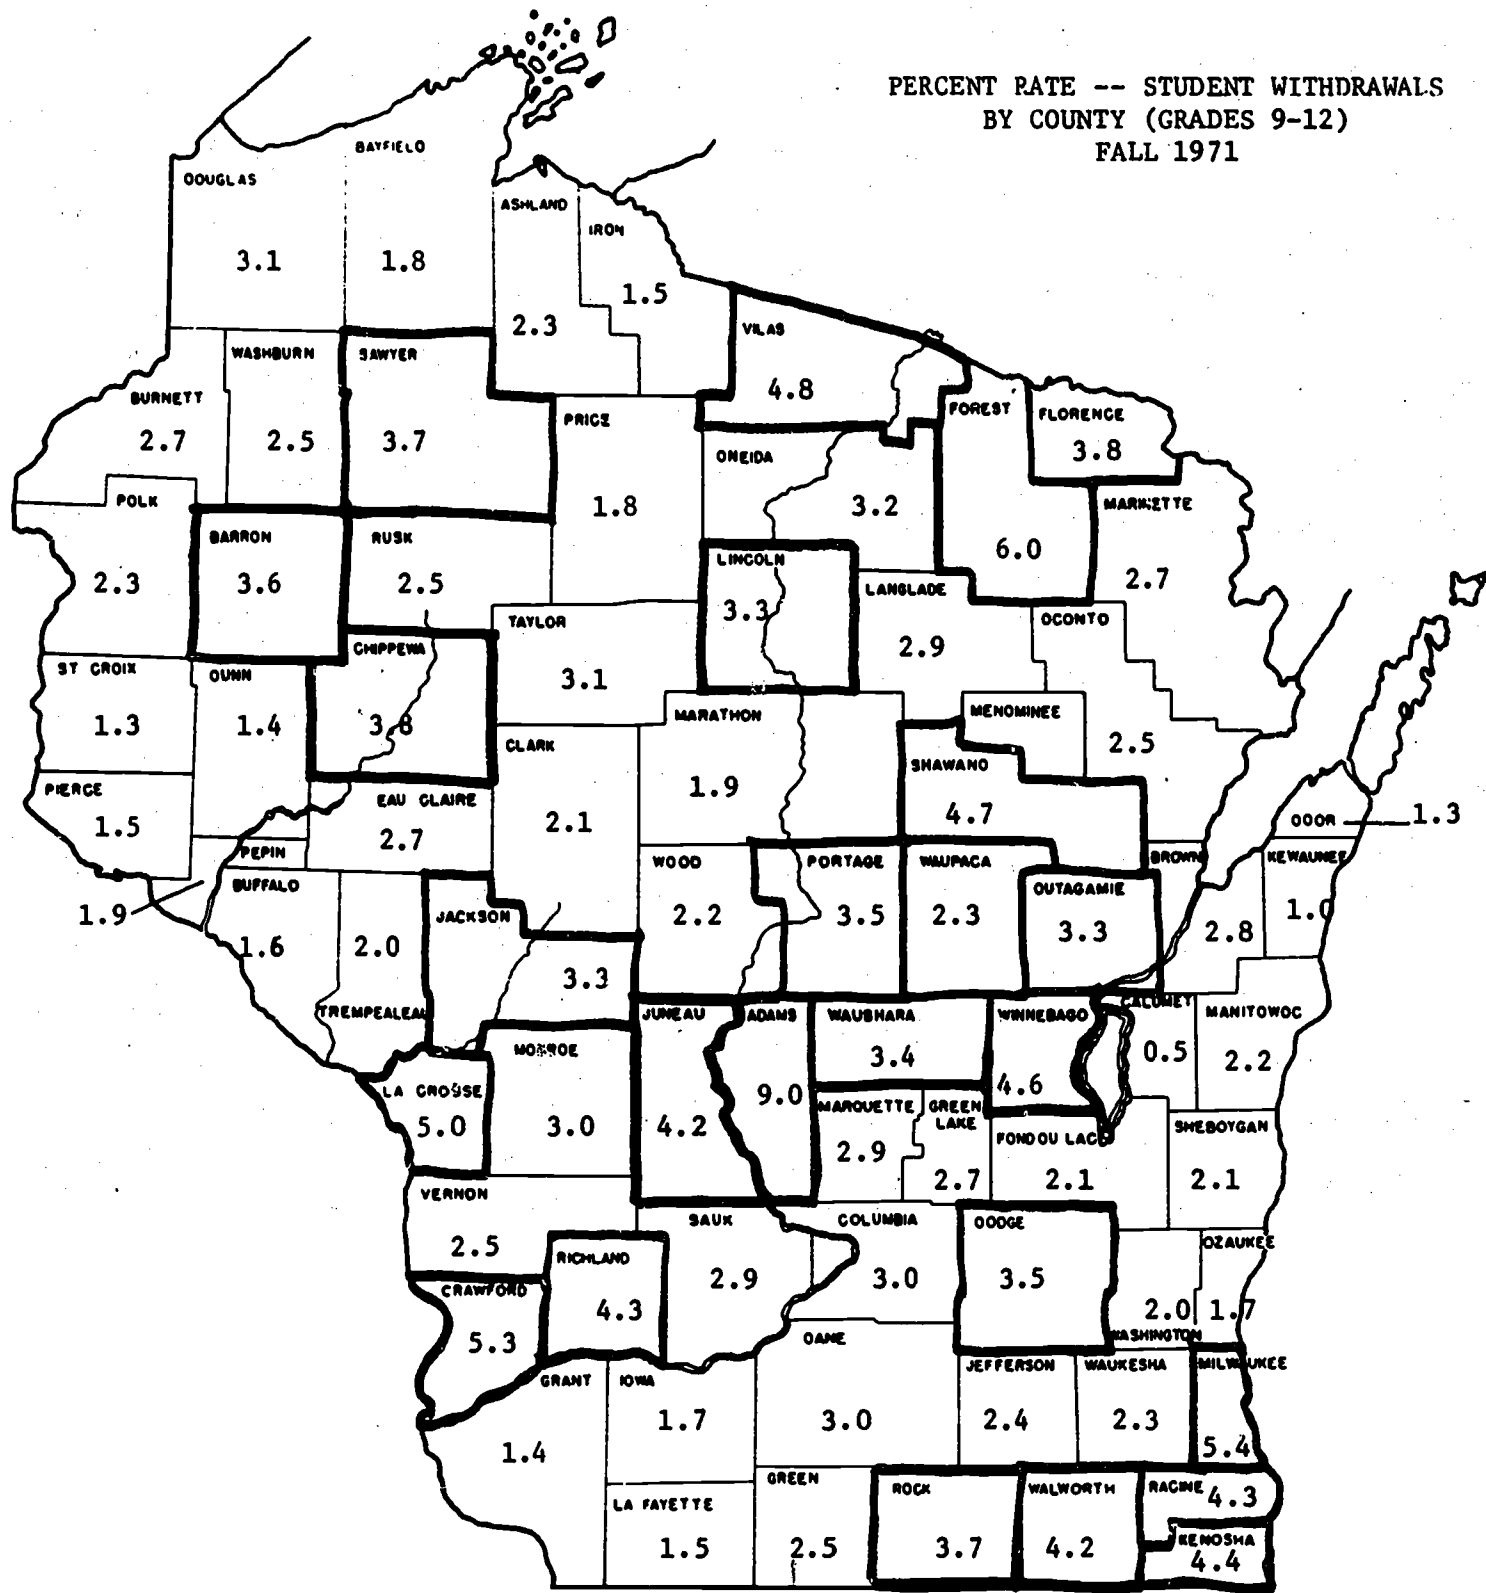 PERCENT RATE -- STUDENT WITHDRAWALS
BY COUNTY (GRADES 9-12)
FALL 1971
BAYFIELD
1.8
DOUGLAS
3.1
ASHLAND
2.3
IRON
1.5
VILAS
4.8
WASHBURN
2.5
SAWYER
3.7
BURNETT
2.7
PRICE
1.8
FOREST
6.0
FLORENCE
3.8
ONEIDA
3.2
MARINETTE
2.7
POLK
2.3
BARRON
3.6
RUSK
2.5
LINCOLN
3.3
LANGLADE
2.9
OCONTO
2.5
TAYLOR
3.1
CHIPPEWA
3.8
ST CROIX
1.3
DUNN
1.4
MARATHON
1.9
MENOMINEE
CLARK
2.1
SHAWANO
4.7
PIERCE
1.5
EAU CLAIRE
2.7
DOOR
1.3
PEPIN
1.9
WOOD
2.2
PORTAGE
3.5
WAUPACA
2.3
BROWN
2.8
KEWAUNEE
1.0
BUFFALO
1.6
OUTAGAMIE
3.3
JACKSON
3.3
TREMPEALEAU
2.0
JUNEAU
4.2
ADAMS
9.0
WAUSHARA
3.4
WINNEBAGO
4.6
CALUMET
0.5
MANITOWOC
2.2
MONROE
3.0
LA CROSSE
5.0
MARQUETTE
2.9
GREEN
LAKE
2.7
FOND DU LAC
2.1
SHEBOYGAN
2.1
VERNON
2.5
SAUK
2.9
COLUMBIA
3.0
DODGE
3.5
OZAUKEE
1.7
WASHINGTON
2.0
RICHLAND
4.3
CRAWFORD
5.3
DANE
3.0
JEFFERSON
2.4
WAUKESHA
2.3
MILWAUKEE
5.4
GRANT
1.4
IOWA
1.7
GREEN
2.5
ROCK
3.7
WALWORTH
4.2
RACINE
4.3
LA FAYETTE
1.5
KENOSHA
4.4